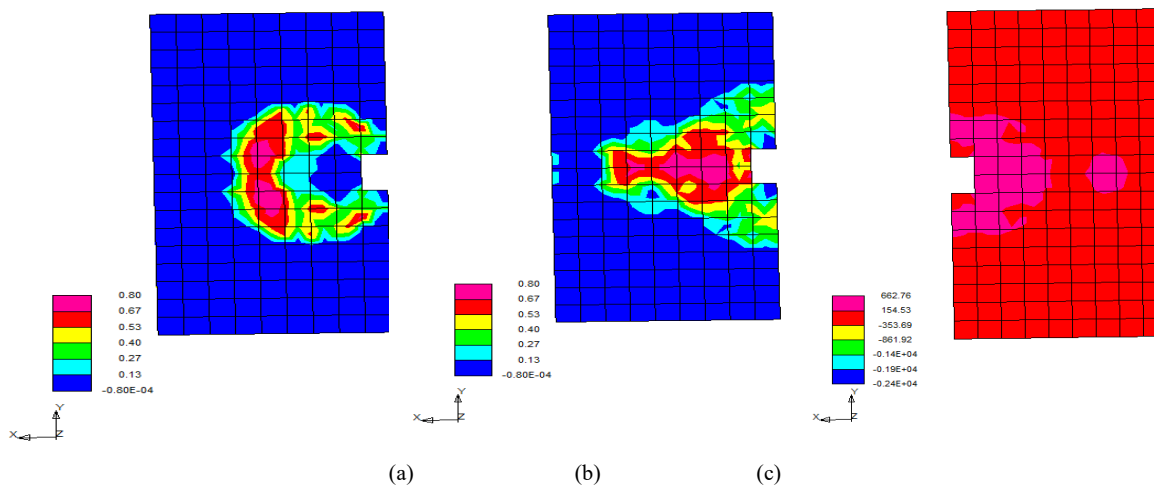 0.80
0.67
0.53
0.40
0.27
0.13
-0.80E-04
Y
X
Z
0.80
0.67
0.53
0.40
0.27
0.13
-0.80E-04
Y
X
Z
662.76
154.53
-353.69
-861.92
-0.14E+04
-0.19E+04
-0.24E+04
Y
X
Z
(a) (b) (c)